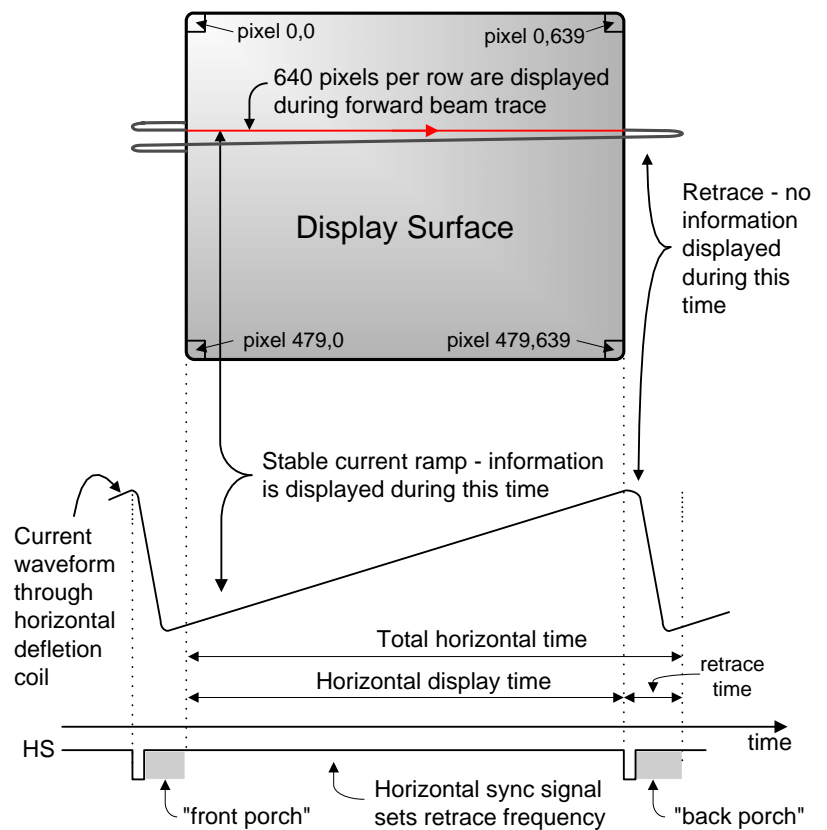 pixel 0,0
pixel 0,639
640 pixels per row are displayed
during forward beam trace
Retrace - no
information
displayed
during this
time
Display Surface
pixel 479,0
pixel 479,639
Stable current ramp - information
is displayed during this time
Current
waveform
through
horizontal
defletion
coil
Total horizontal time
Horizontal display time
retrace
time
time
HS
"front porch"
Horizontal sync signal
sets retrace frequency
"back porch"